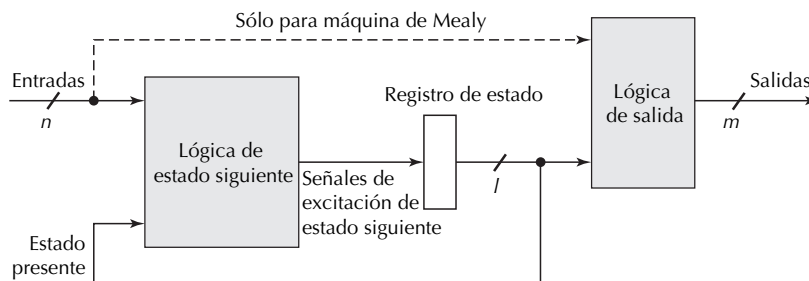 Sólo para máquina de Mealy
Entradas
n
Lógica de
estado siguiente
Registro de estado
Señales de
excitación de
estado siguiente
l
Lógica
de salida
Salidas
m
Estado
presente